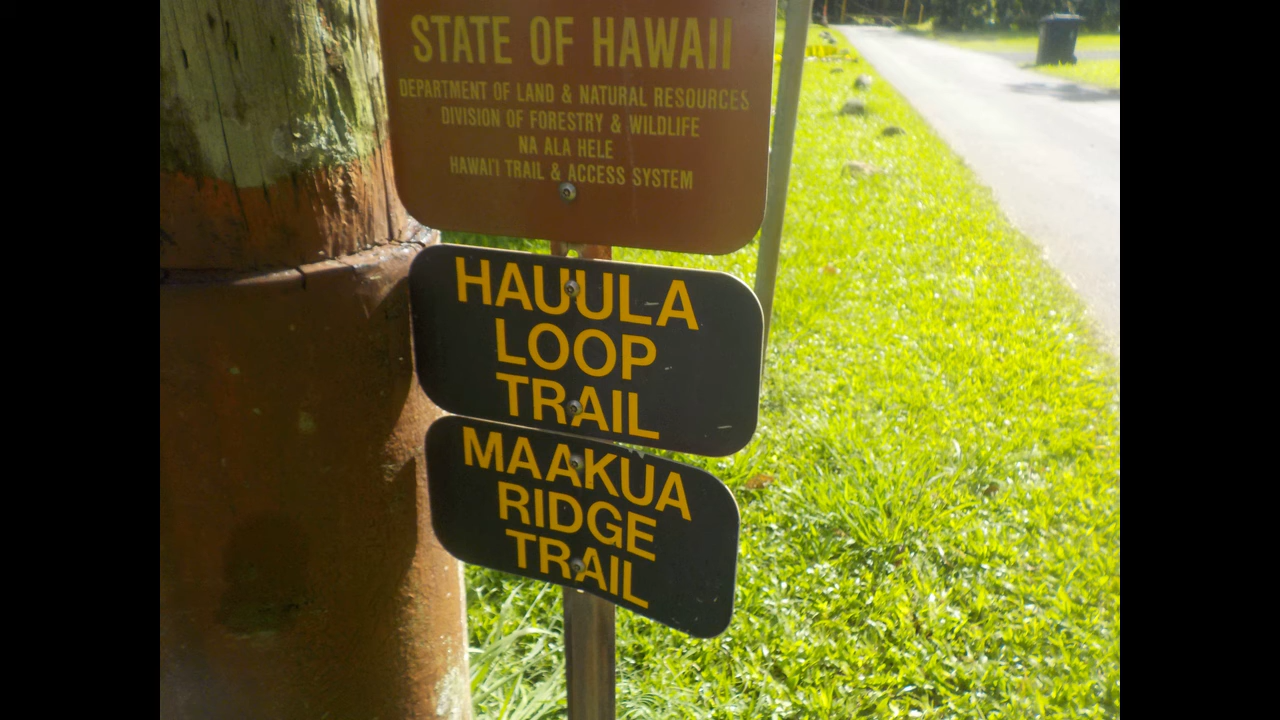 STATE OF HAWAII
DEPARTMENT OF LAND & NATURAL RESOURCES
DIVISION OF FORESTRY & WILDLIFE
NA ALA HELE
HAWAI'I TRAIL & ACCESS SYSTEM
HAUULA
LOOP
TRAIL
MAAKUA
RIDGE
TRAIL